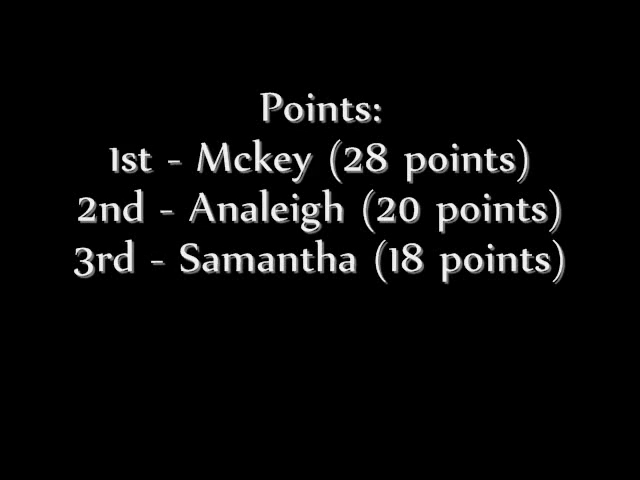 Points:
1st - Mckey (28 points)
2nd - Analeigh (20 points)
3rd - Samantha (18 points)